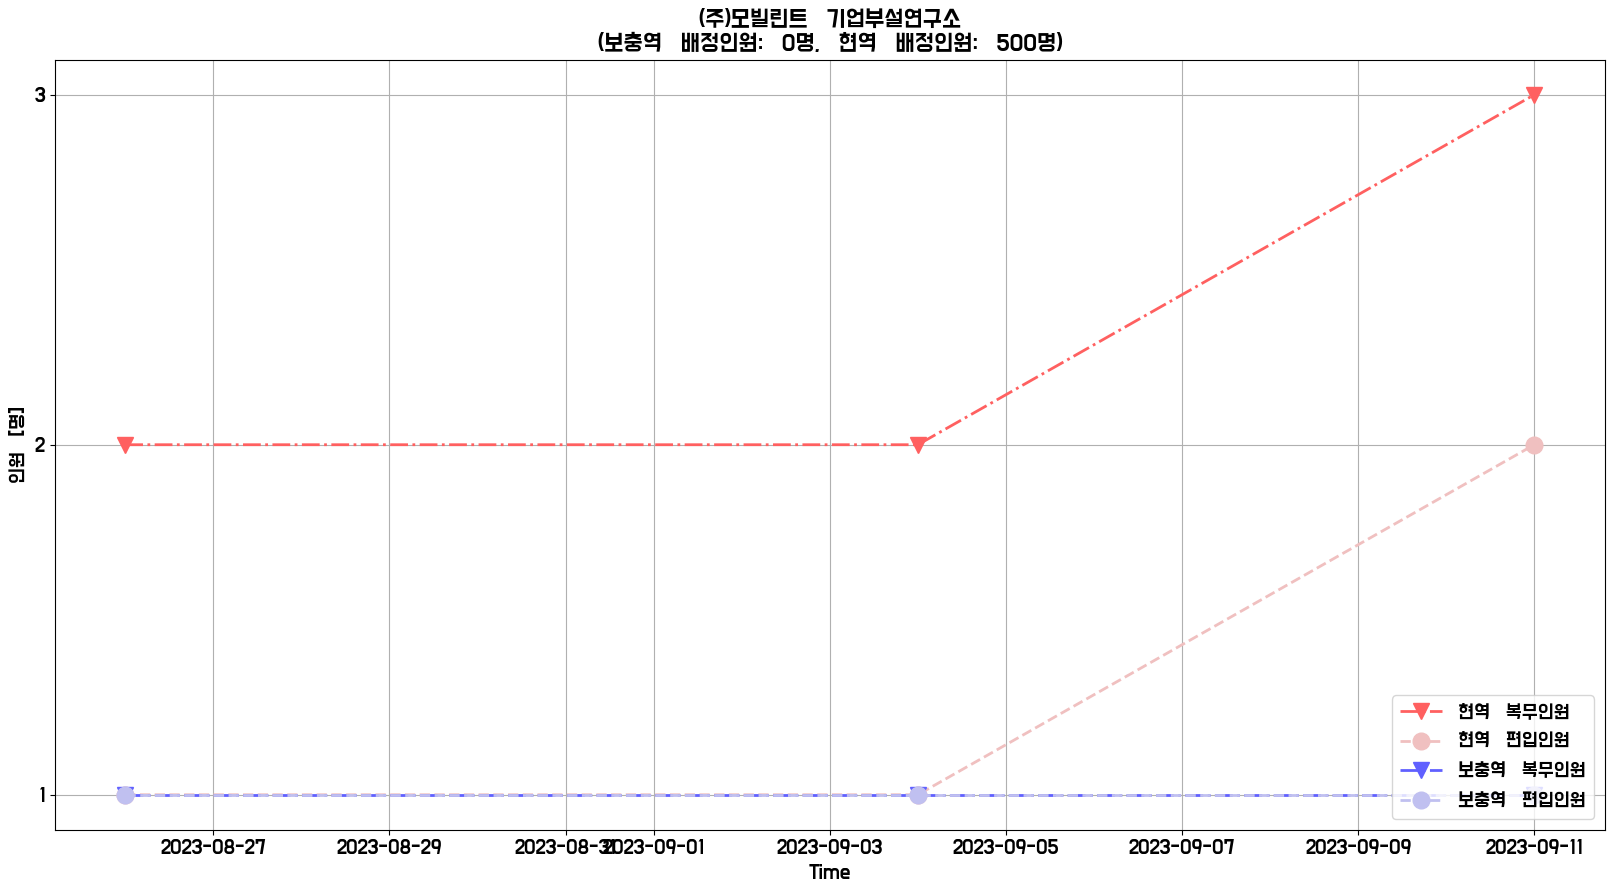 (주)모빌린트 기업부설연구소
(보충역 배정인원: 0명, 현역 배정인원: 500명)
3
2
1
인원 [명]
현역 복무인원
현역 편입인원
보충역 복무인원
보충역 편입인원
2023-08-27 2023-08-29 2023-08-31 2023-09-01 2023-09-03 2023-09-05 2023-09-07 2023-09-09 2023-09-11
Time